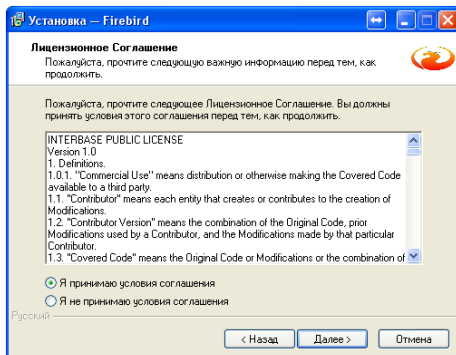 Установка — Firebird
Лицензионное Соглашение
Пожалуйста, прочтите следующую важную информацию перед тем, как
продолжить.
Пожалуйста, прочтите следующее Лицензионное Соглашение. Вы должны
принять условия этого соглашения перед тем, как продолжить.
INTERBASE PUBLIC LICENSE
Version 1.0
1. Definitions.
1.0.1. "Commercial Use" means distribution or otherwise making the Covered Code
available to a third party.
1.1. "Contributor" means each entity that creates or contributes to the creation of
Modifications.
1.2. "Contributor Version" means the combination of the Original Code, prior
Modifications used by a Contributor, and the Modifications made by that particular
Contributor.
1.3. "Covered Code" means the Original Code or Modifications or the combination of
Я принимаю условия соглашения
Я не принимаю условия соглашения
Русский
< Назад
Далее >
Отмена